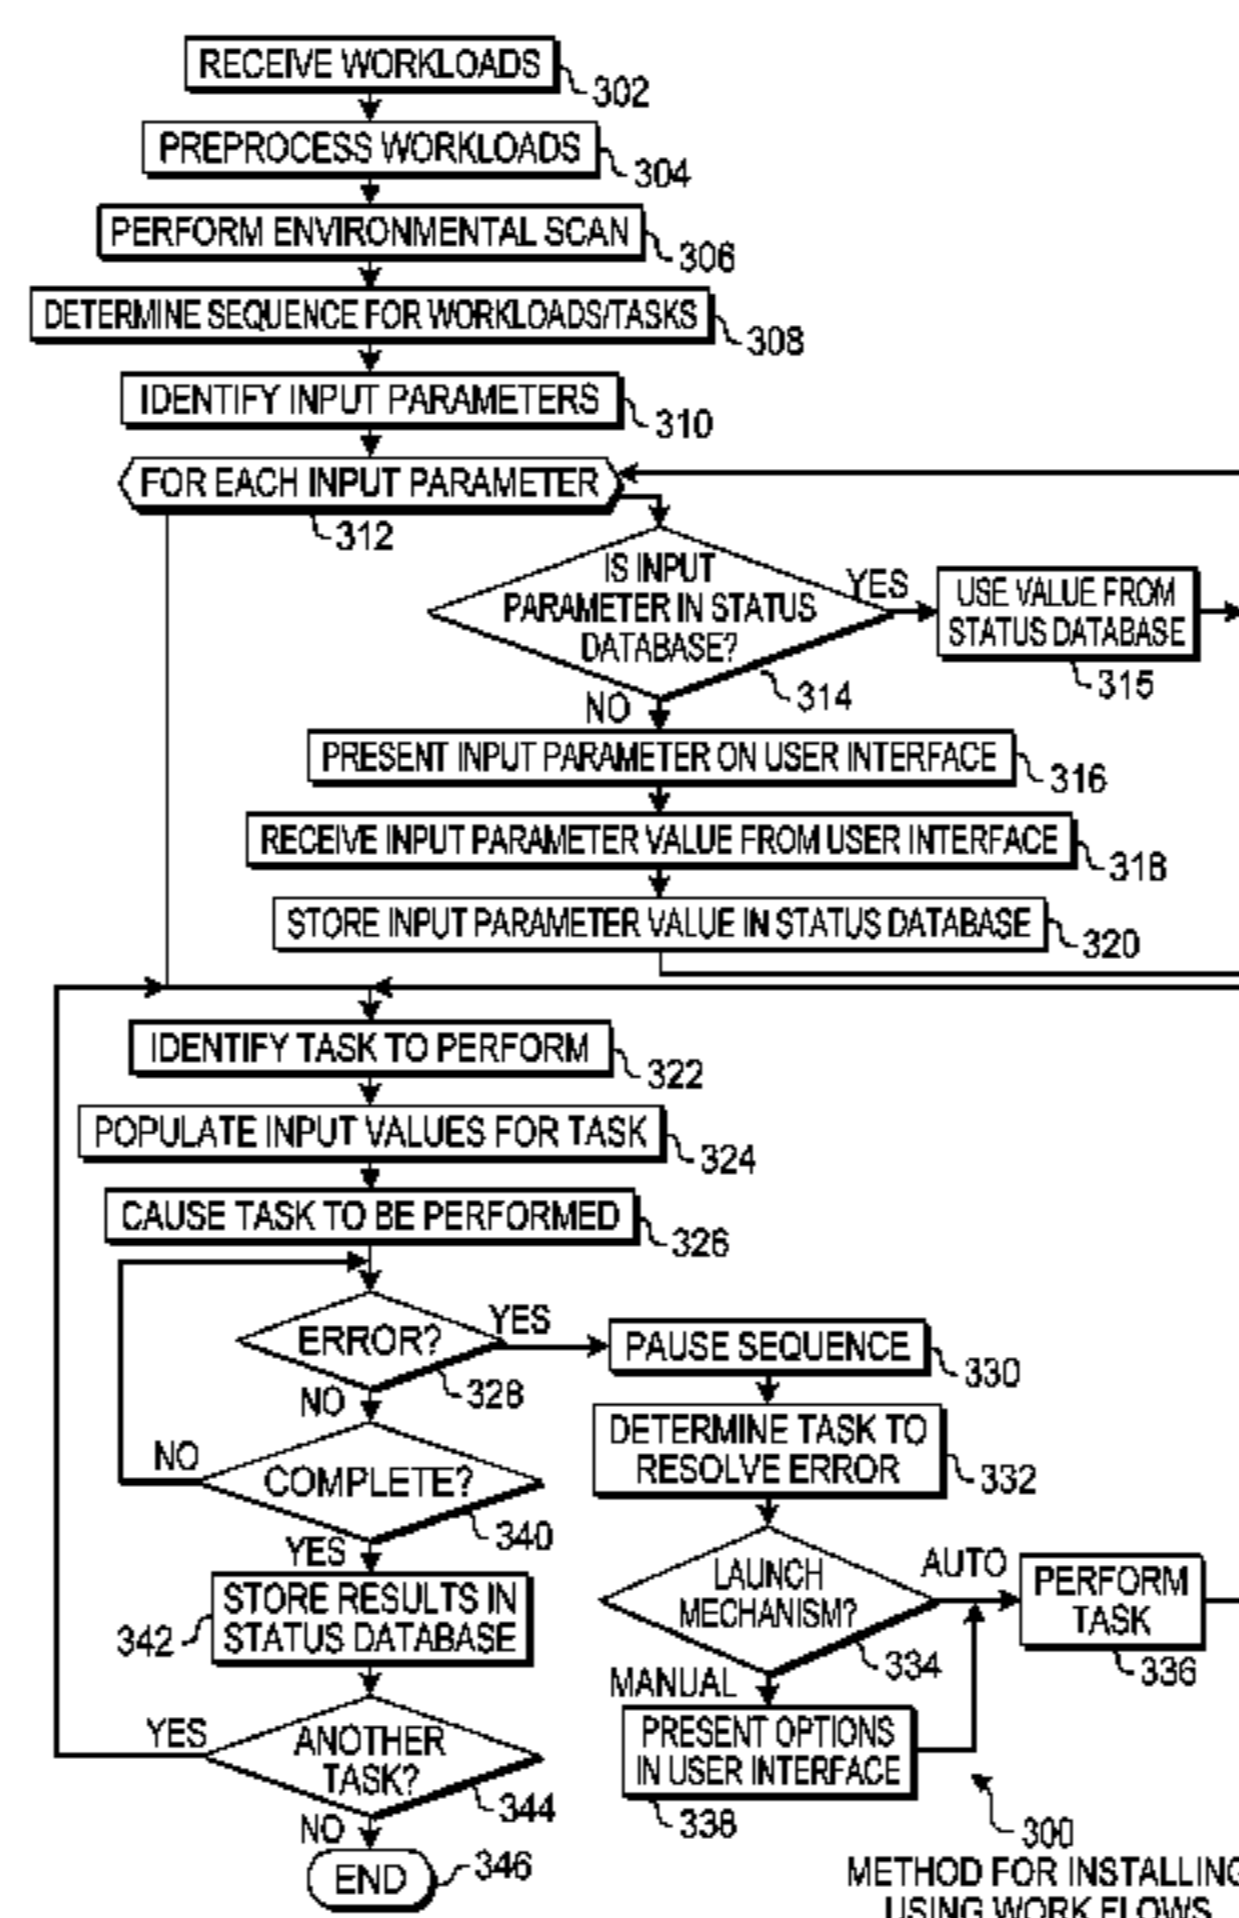 RECEIVE WORKLOADS
302
PREPROCESS WORKLOADS
304
PERFORM ENVIRONMENTAL SCAN
306
DETERMINE SEQUENCE FOR WORKLOADS/TASKS
308
IDENTIFY INPUT PARAMETERS
310
FOR EACH INPUT PARAMETER
312
IS INPUT
PARAMETER IN STATUS
DATABASE?
314
YES
USE VALUE FROM
STATUS DATABASE
315
NO
PRESENT INPUT PARAMETER ON USER INTERFACE
316
RECEIVE INPUT PARAMETER VALUE FROM USER INTERFACE
318
STORE INPUT PARAMETER VALUE IN STATUS DATABASE
320
IDENTIFY TASK TO PERFORM
322
POPULATE INPUT VALUES FOR TASK
324
CAUSE TASK TO BE PERFORMED
326
ERROR?
328
YES
PAUSE SEQUENCE
330
NO
DETERMINE TASK TO
RESOLVE ERROR
332
COMPLETE?
340
NO
YES
LAUNCH
MECHANISM?
334
AUTO
PERFORM
TASK
336
STORE RESULTS IN
STATUS DATABASE
342
MANUAL
PRESENT OPTIONS
IN USER INTERFACE
338
ANOTHER
TASK?
344
YES
NO
END
346
300
METHOD FOR INSTALLING
USING WORK FLOWS